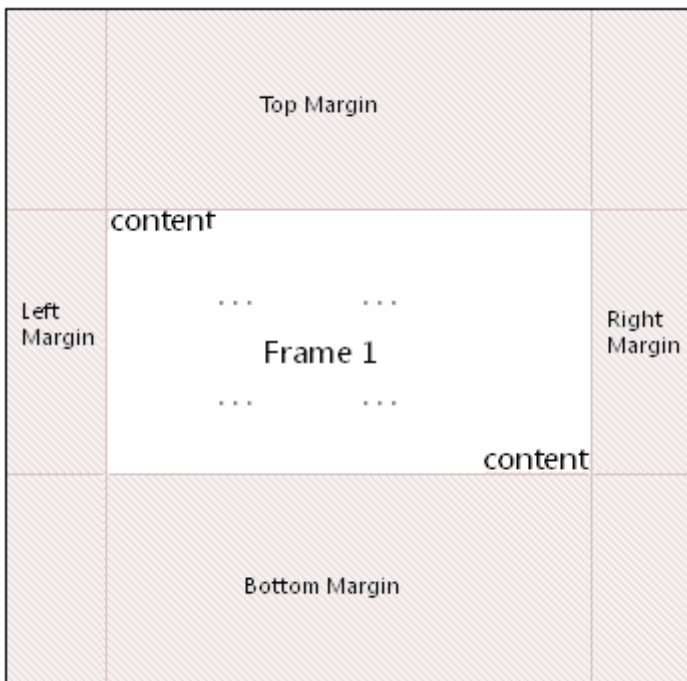 Top Margin
content
Left
Margin
... ...
Right
Margin
Frame 1
... ...
content
Bottom Margin